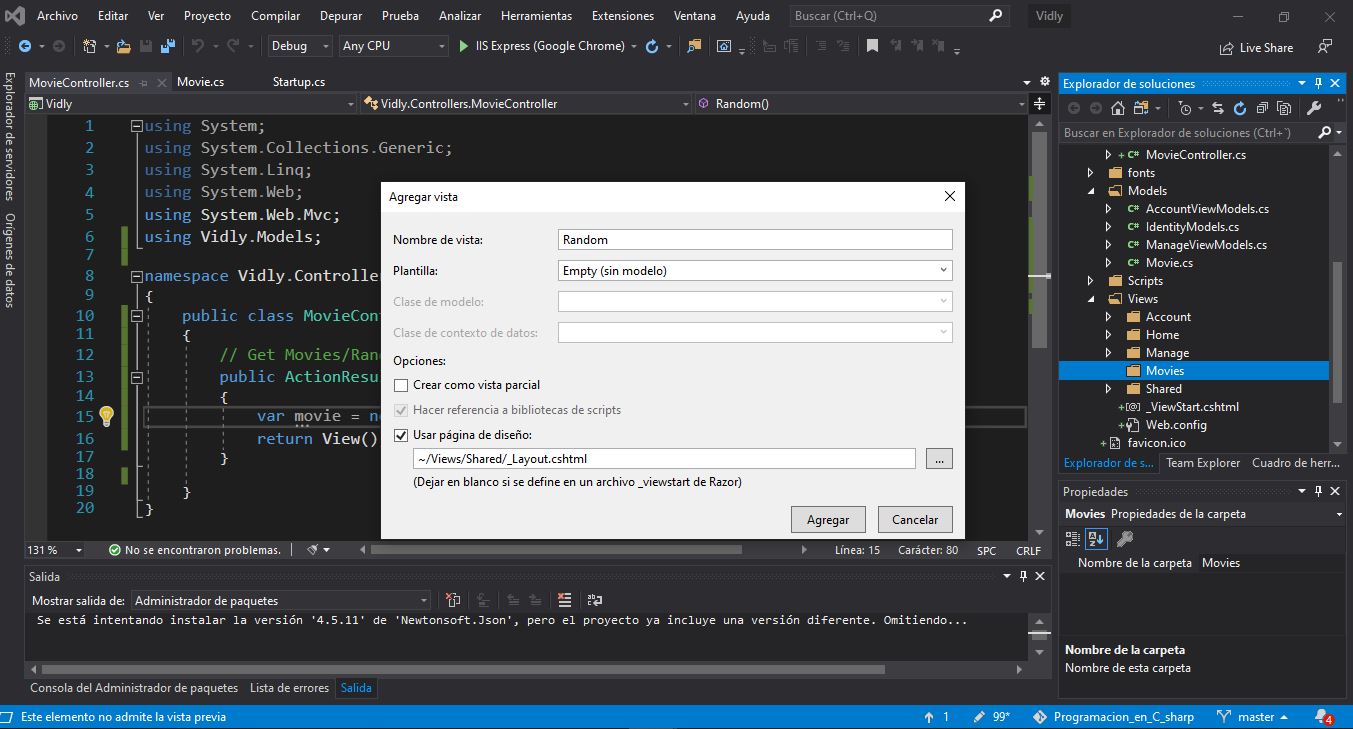 Archivo Editar Ver Proyecto Compilar Depurar Prueba Analizar Herramientas Extensiones Ventana Ayuda Buscar (Ctrl+Q) Vidly
Debug Any CPU IIS Express (Google Chrome) Live Share
Explorador de servidores
Orígenes de datos
MovieController.cs Movie.cs Startup.cs
Vidly Vidly.Controllers.MovieController Random()
1 using System;
2 using System.Collections.Generic;
3 using System.Linq;
4 using System.Web;
5 using System.Web.Mvc;
6 using Vidly.Models;
7
8 namespace Vidly.Controller
9 {
10 public class MovieCon
11 {
12 // Get Movies/Ran
13 public ActionResu
14 {
15 var movie = ne
16 return View()
17 }
18
19 }
20 }
Agregar vista
Nombre de vista: Random
Plantilla: Empty (sin modelo)
Clase de modelo:
Clase de contexto de datos:
Opciones:
Crear como vista parcial
Hacer referencia a bibliotecas de scripts
Usar página de diseño:
~/Views/Shared/_Layout.cshtml ...
(Dejar en blanco si se define en un archivo _viewstart de Razor)
Agregar Cancelar
131 % No se encontraron problemas. Línea: 15 Carácter: 80 SPC CRLF
Salida
Mostrar salida de: Administrador de paquetes
Se está intentando instalar la versión '4.5.11' de 'Newtonsoft.Json', pero el proyecto ya incluye una versión diferente. Omitiendo...
Consola del Administrador de paquetes Lista de errores Salida
Explorador de soluciones
Buscar en Explorador de soluciones (Ctrl+`)
+ C# MovieController.cs
fonts
Models
C# AccountViewModels.cs
C# IdentityModels.cs
C# ManageViewModels.cs
C# Movie.cs
Scripts
Views
Account
Home
Manage
Movies
Shared
+ _ViewStart.cshtml
+ Web.config
+ favicon.ico
Explorador de s... Team Explorer Cuadro de herr...
Propiedades
Movies Propiedades de la carpeta
Nombre de la carpeta Movies
Nombre de la carpeta
Nombre de esta carpeta
Este elemento no admite la vista previa 1 99* Programacion_en_C_sharp master 4